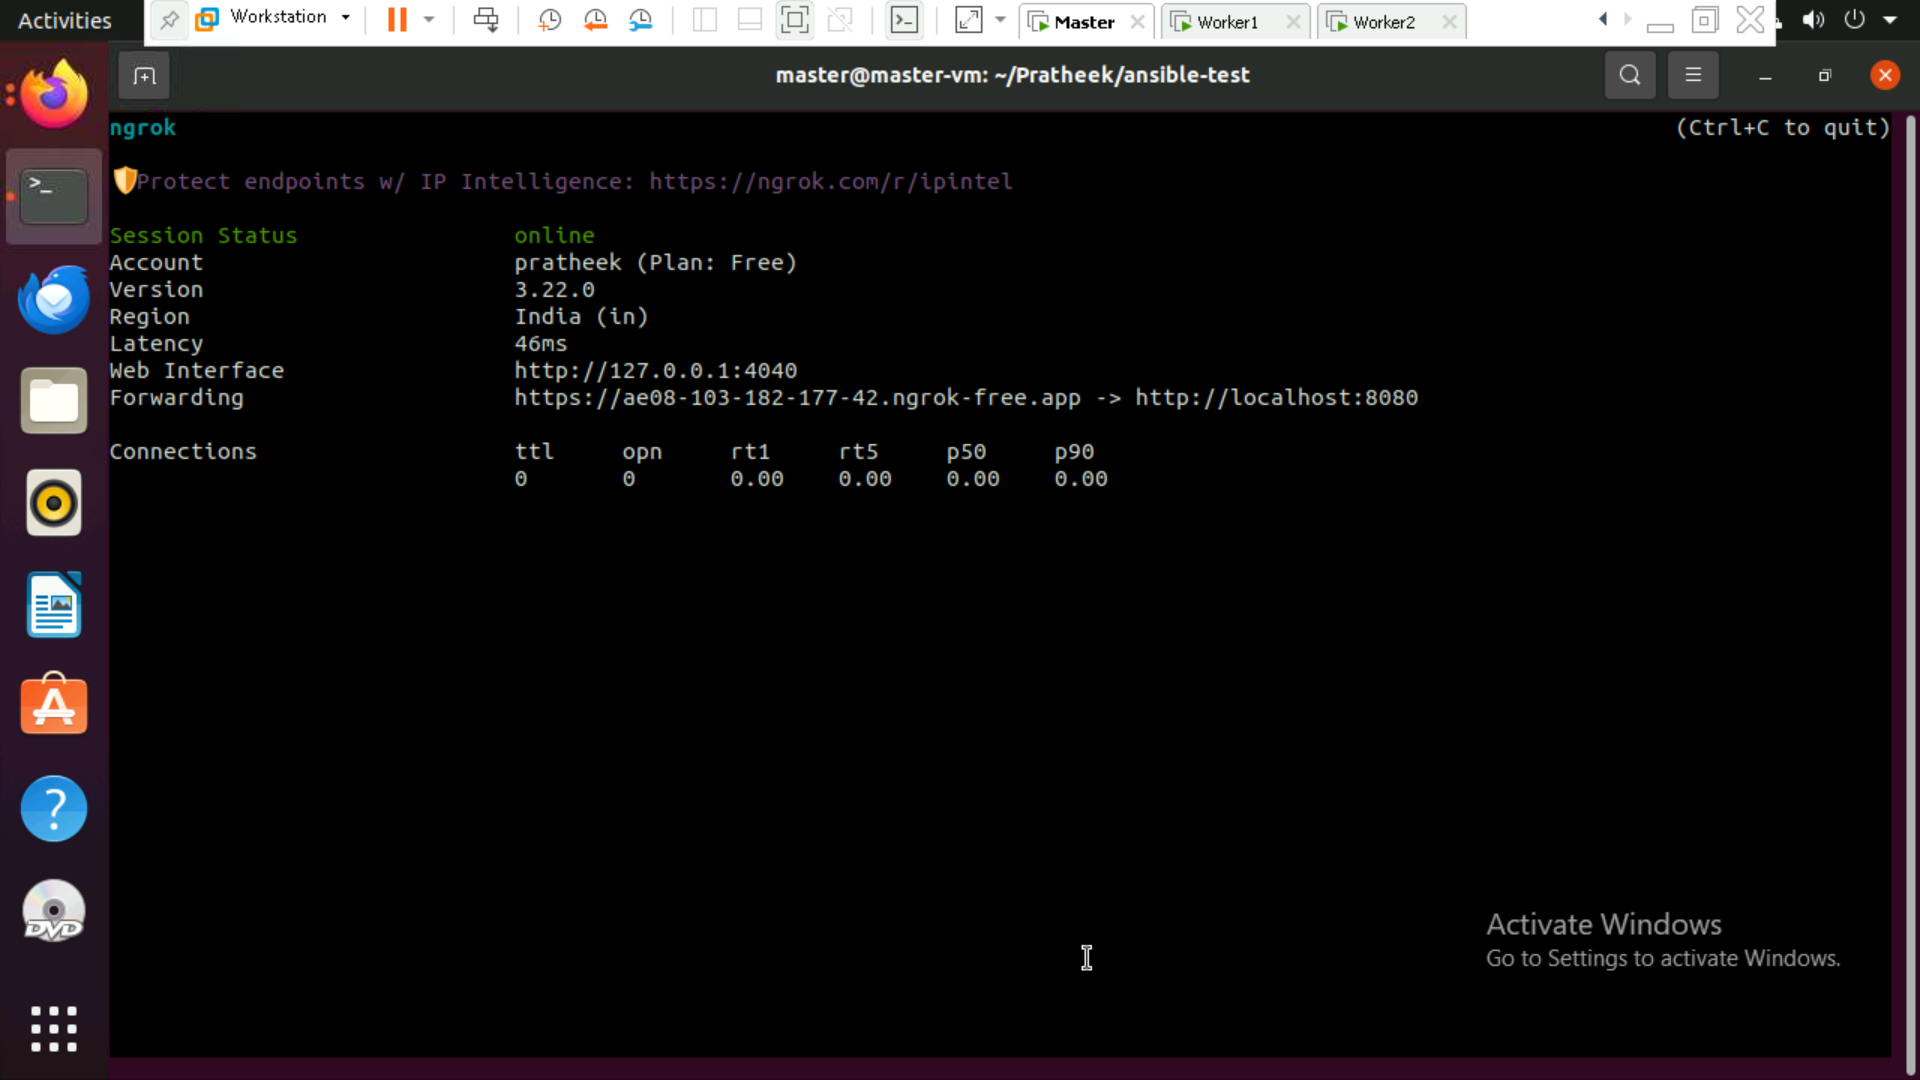 Activities
Workstation
Master
Worker1
Worker2
master@master-vm: ~/Pratheek/ansible-test
ngrok (Ctrl+C to quit)
Protect endpoints w/ IP Intelligence: https://ngrok.com/r/ipintel
Session Status online
Account pratheek (Plan: Free)
Version 3.22.0
Region India (in)
Latency 46ms
Web Interface http://127.0.0.1:4040
Forwarding https://ae08-103-182-177-42.ngrok-free.app -> http://localhost:8080
Connections ttl opn rt1 rt5 p50 p90
0 0 0.00 0.00 0.00 0.00
DVD
Activate Windows
Go to Settings to activate Windows.